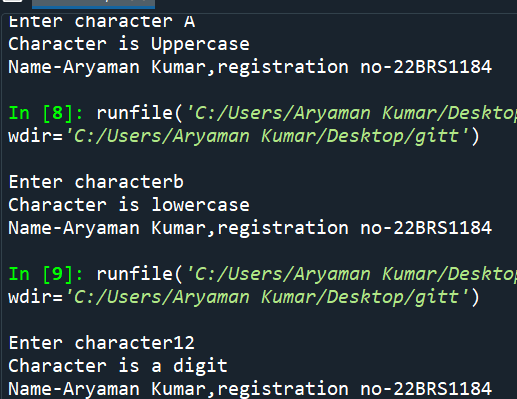 Enter character A
Character is Uppercase
Name-Aryaman Kumar,registration no-22BRS1184
In [8]: runfile('C:/Users/Aryaman Kumar/Desktop
wdir='C:/Users/Aryaman Kumar/Desktop/gitt')
Enter characterb
Character is lowercase
Name-Aryaman Kumar,registration no-22BRS1184
In [9]: runfile('C:/Users/Aryaman Kumar/Desktop
wdir='C:/Users/Aryaman Kumar/Desktop/gitt')
Enter character12
Character is a digit
Name-Aryaman Kumar,registration no-22BRS1184